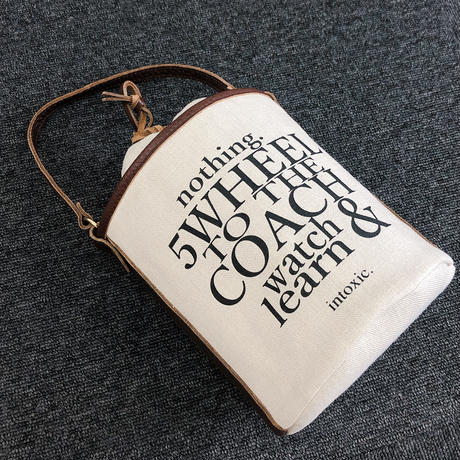 nothing.
5WHEEL
TO THE
COACH
watch
learn &
intoxic.